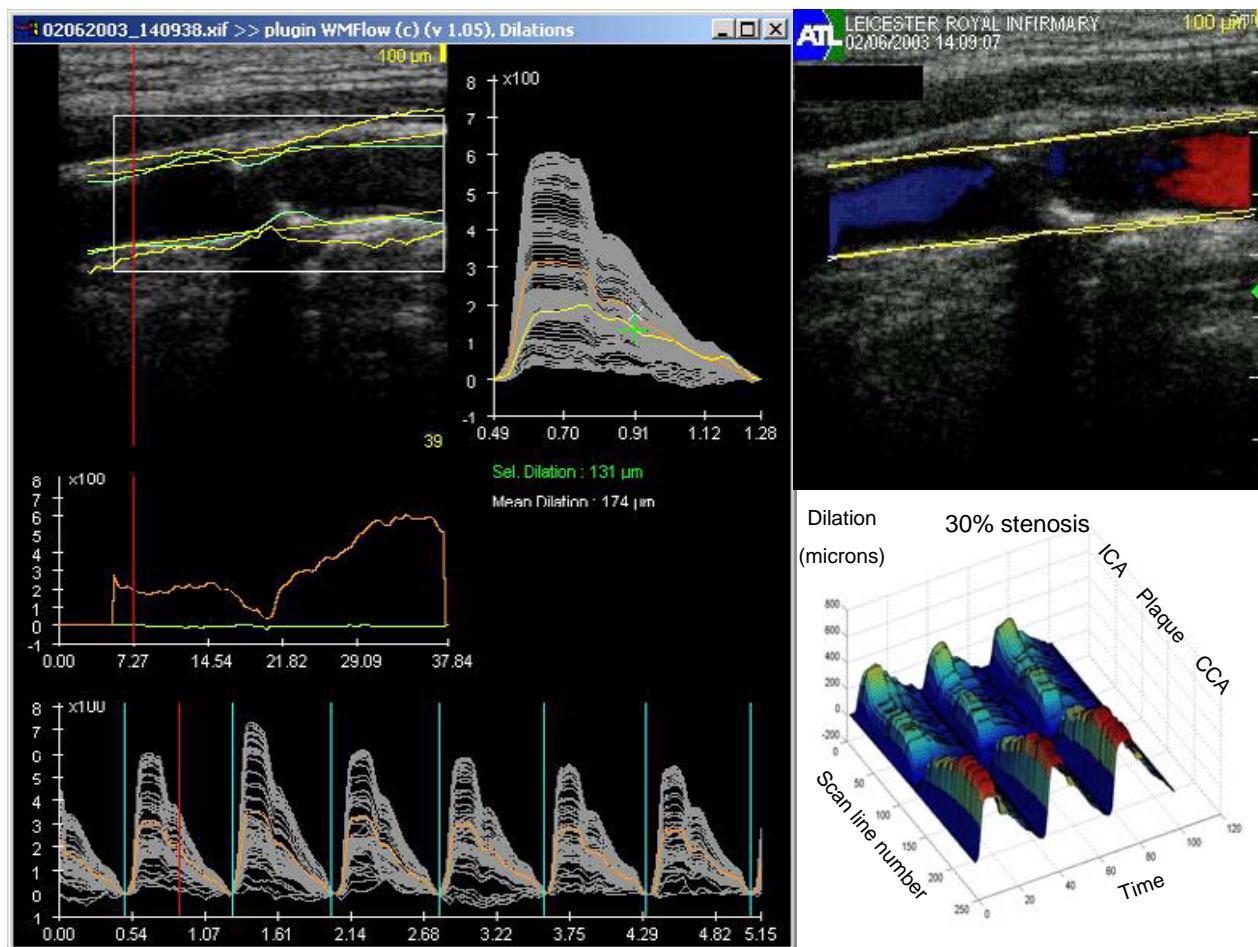 02062003_140938.xif >> plugin WMFlow (c) (v 1.05), Dilations
100 µm
39
8 x100
7
6
5
4
3
2
1
0
-1
0.49 0.70 0.91 1.12 1.28
Sel. Dilation : 131 µm
Mean Dilation : 174 µm
8 x100
7
6
5
4
3
2
1
0
-1
0.00 7.27 14.54 21.82 29.09 37.84
8 x100
7
6
5
4
3
2
1
0
1
0.00 0.54 1.07 1.61 2.14 2.68 3.22 3.75 4.29 4.82 5.15
ATL LEICESTER ROYAL INFIRMARY 100 µm
02/06/2003 14:09:07
Dilation
(microns)
30% stenosis
ICA Plaque CCA
800
600
400
200
0
-200
0
50
100
150
200
250
Scan line number
0 20 40 60 80 100 120
Time